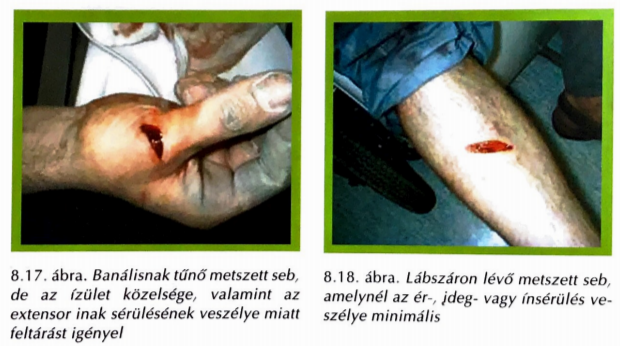 8.17. ábra. Banálisnak tűnő metszett seb,
de az ízület közelsége, valamint az
extensor inak sérülésének veszélye miatt
feltárást igényel
8.18. ábra. Lábszáron lévő metszett seb,
amelynél az ér-, ideg- vagy ínsérülés ve-
szélye minimális